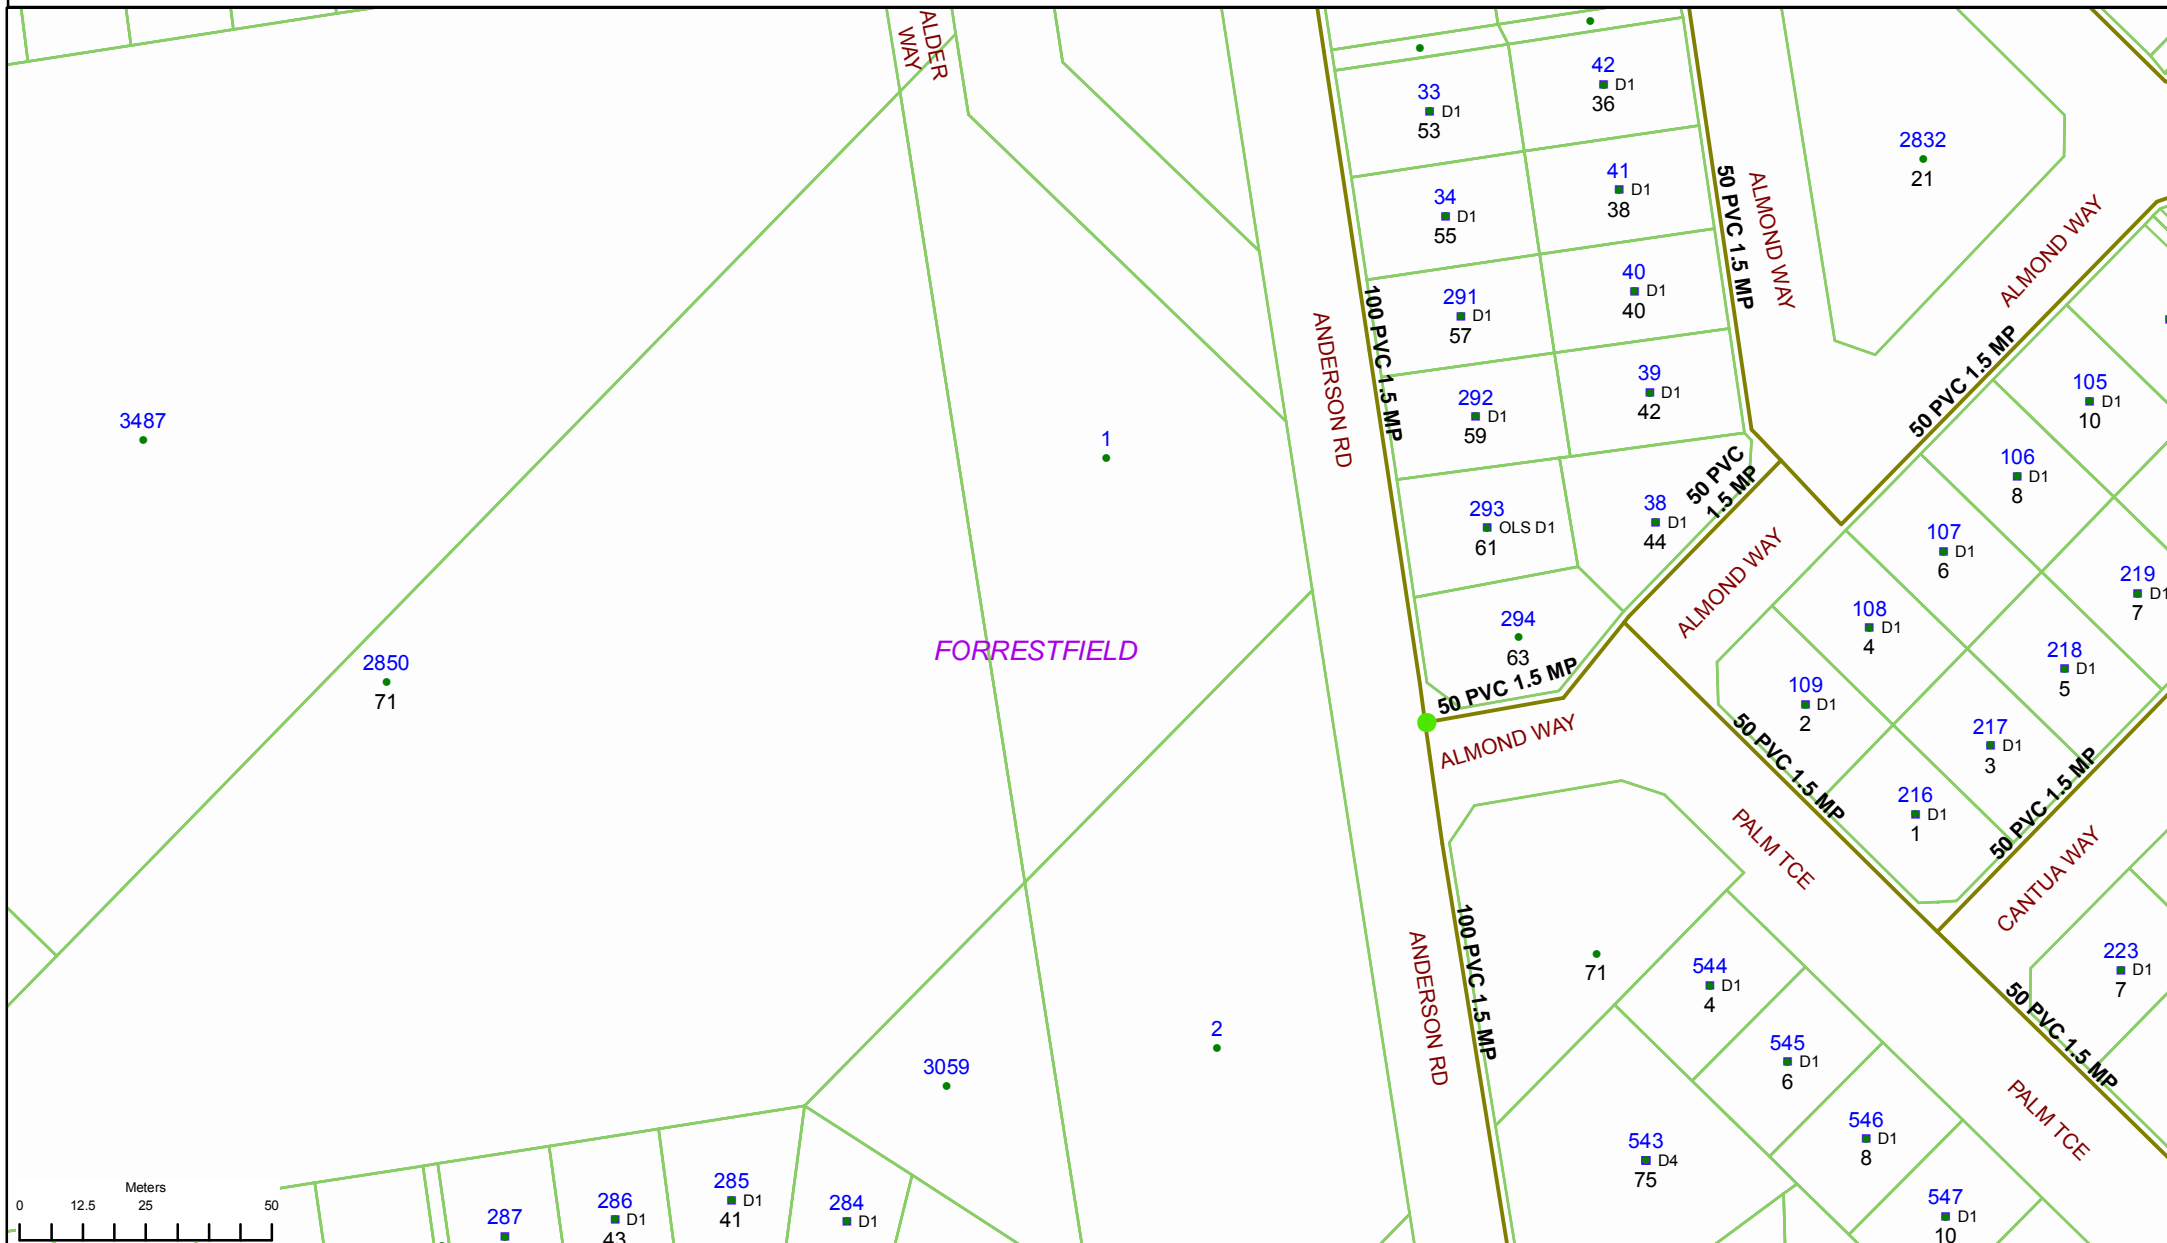 ALDER
WAY
33
D1
53
42
D1
36
2832
21
34
D1
55
41
D1
38
50 PVC 1.5 MP
ALMOND WAY
ALMOND WAY
291
D1
57
40
D1
40
100 PVC 1.5 MP
ANDERSON RD
292
D1
59
39
D1
42
50 PVC 1.5 MP
105
D1
10
3487
1
106
D1
8
293
OLS D1
61
38
D1
44
50 PVC
1.5 MP
107
D1
6
ALMOND WAY
219
D1
7
108
D1
4
294
63
FORRESTFIELD
2850
71
218
D1
5
109
D1
2
50 PVC 1.5 MP
ALMOND WAY
217
D1
3
50 PVC 1.5 MP
50 PVC 1.5 MP
216
D1
1
PALM TCE
CANTUA WAY
100 PVC 1.5 MP
ANDERSON RD
71
544
D1
4
223
D1
7
50 PVC 1.5 MP
2
3059
545
D1
6
PALM TCE
546
D1
8
543
D4
75
547
D1
10
285
D1
41
286
D1
43
284
D1
287
Meters
0 12.5 25 50